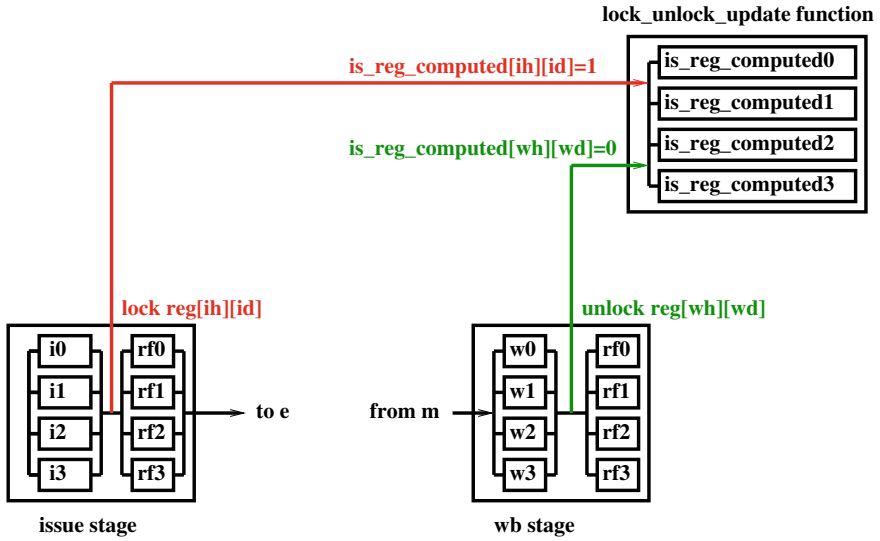 lock_unlock_update function
is_reg_computed[ih][id]=1
is_reg_computed0
is_reg_computed1
is_reg_computed[wh][wd]=0
is_reg_computed2
is_reg_computed3
lock reg[ih][id]
i0
rf0
i1
rf1
i2
rf2
i3
rf3
to e
issue stage
unlock reg[wh][wd]
from m
w0
rf0
w1
rf1
w2
rf2
w3
rf3
wb stage